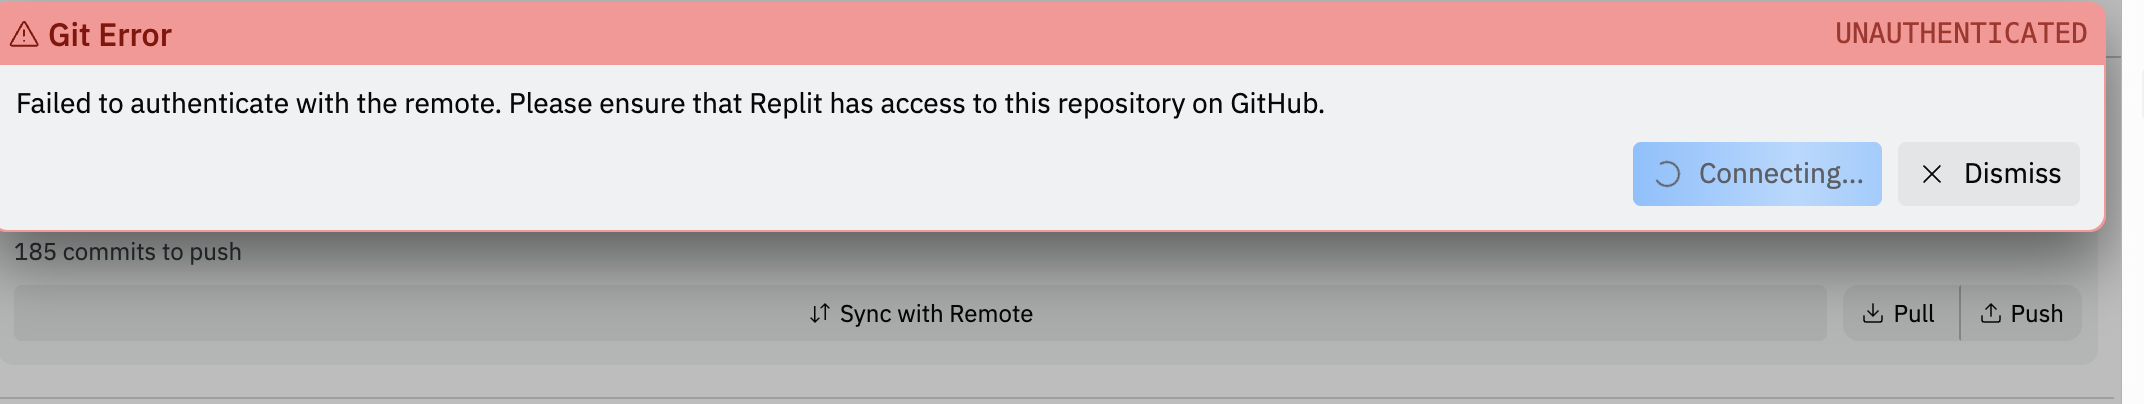 Git Error
UNAUTHENTICATED
Failed to authenticate with the remote. Please ensure that Replit has access to this repository on GitHub.
Connecting...
Dismiss
185 commits to push
Sync with Remote
Pull
Push